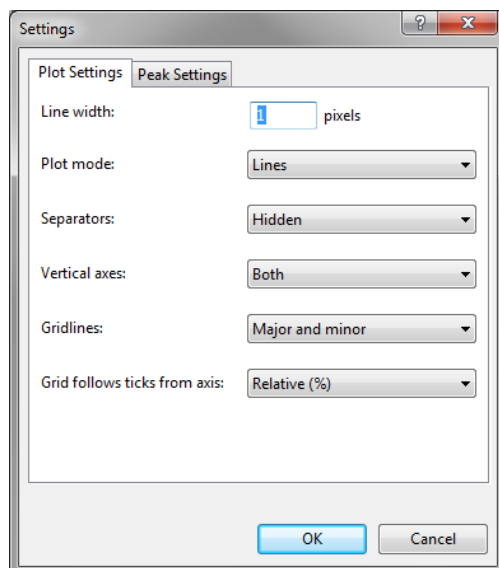 Settings
Plot Settings Peak Settings
Line width: 1 pixels
Plot mode: Lines
Separators: Hidden
Vertical axes: Both
Gridlines: Major and minor
Grid follows ticks from axis: Relative (%)
OK Cancel